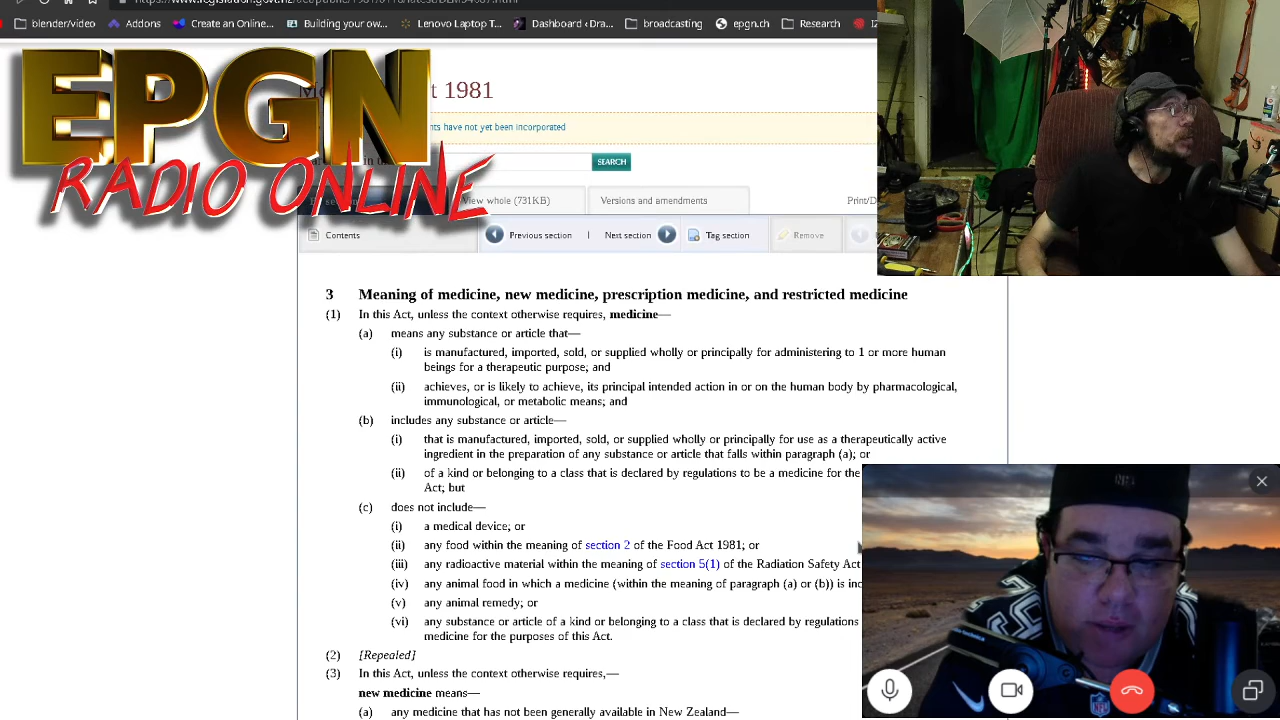 blender/video
Addons
Create an Online...
Building your ow...
Lenovo Laptop T...
Dashboard ‹ Dra...
broadcasting
epgn.ch
Research
EPGN
RADIO ONLINE
t 1981
nts have not yet been incorporated
SEARCH
View whole (731KB)
Versions and amendments
Print/D
Contents
Previous section
Next section
Tag section
Remove
3 Meaning of medicine, new medicine, prescription medicine, and restricted medicine
(1) In this Act, unless the context otherwise requires, medicine—
(a) means any substance or article that—
(i) is manufactured, imported, sold, or supplied wholly or principally for administering to 1 or more human
beings for a therapeutic purpose; and
(ii) achieves, or is likely to achieve, its principal intended action in or on the human body by pharmacological,
immunological, or metabolic means; and
(b) includes any substance or article—
(i) that is manufactured, imported, sold, or supplied wholly or principally for use as a therapeutically active
ingredient in the preparation of any substance or article that falls within paragraph (a); or
(ii) of a kind or belonging to a class that is declared by regulations to be a medicine for the
Act; but
(c) does not include—
(i) a medical device; or
(ii) any food within the meaning of section 2 of the Food Act 1981; or
(iii) any radioactive material within the meaning of section 5(1) of the Radiation Safety Act
(iv) any animal food in which a medicine (within the meaning of paragraph (a) or (b)) is inc
(v) any animal remedy; or
(vi) any substance or article of a kind or belonging to a class that is declared by regulations
medicine for the purposes of this Act.
(2) [Repealed]
(3) In this Act, unless the context otherwise requires,—
new medicine means—
(a) any medicine that has not been generally available in New Zealand—
NFL
NFL